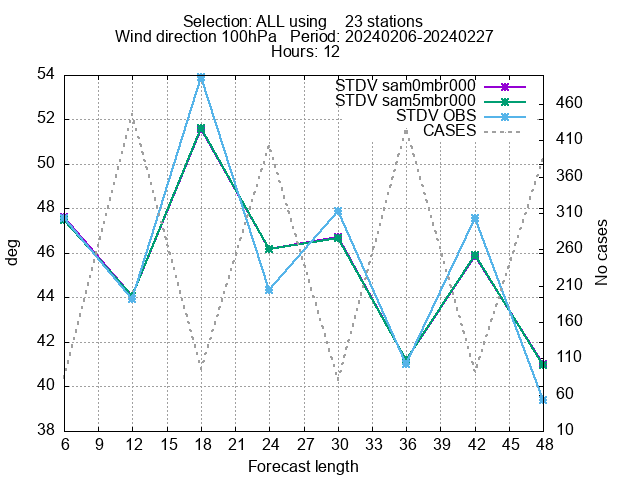 Selection: ALL using 23 stations
Wind direction 100hPa Period: 20240206-20240227
Hours: 12
STDV sam0mbr000
STDV sam5mbr000
STDV OBS
CASES
54
52
50
48
46
44
42
40
38
deg
460
410
360
310
260
210
160
110
60
10
No cases
6 9 12 15 18 21 24 27 30 33 36 39 42 45 48
Forecast length